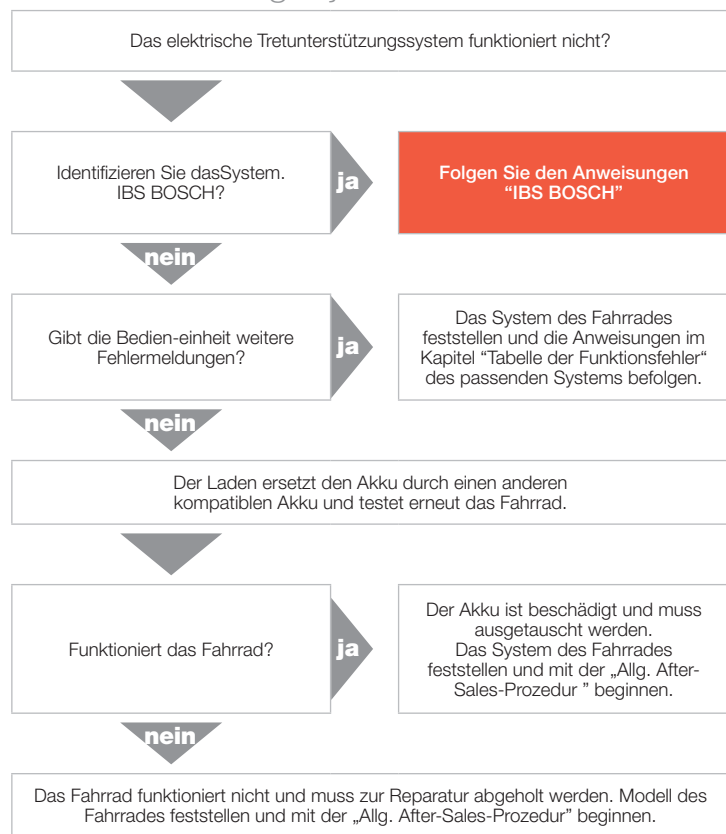 Das elektrische Tretunterstützungssystem funktioniert nicht?
Identifizieren Sie dasSystem.
IBS BOSCH?
ja
Folgen Sie den Anweisungen
“IBS BOSCH”
nein
Gibt die Bedien-einheit weitere
Fehlermeldungen?
ja
Das System des Fahrrades
feststellen und die Anweisungen im
Kapitel “Tabelle der Funktionsfehler“
des passenden Systems befolgen.
nein
Der Laden ersetzt den Akku durch einen anderen
kompatiblen Akku und testet erneut das Fahrrad.
Funktioniert das Fahrrad?
ja
Der Akku ist beschädigt und muss
ausgetauscht werden.
Das System des Fahrrades
feststellen und mit der „Allg. After-
Sales-Prozedur ” beginnen.
nein
Das Fahrrad funktioniert nicht und muss zur Reparatur abgeholt werden. Modell des
Fahrrades feststellen und mit der „Allg. After-Sales-Prozedur” beginnen.